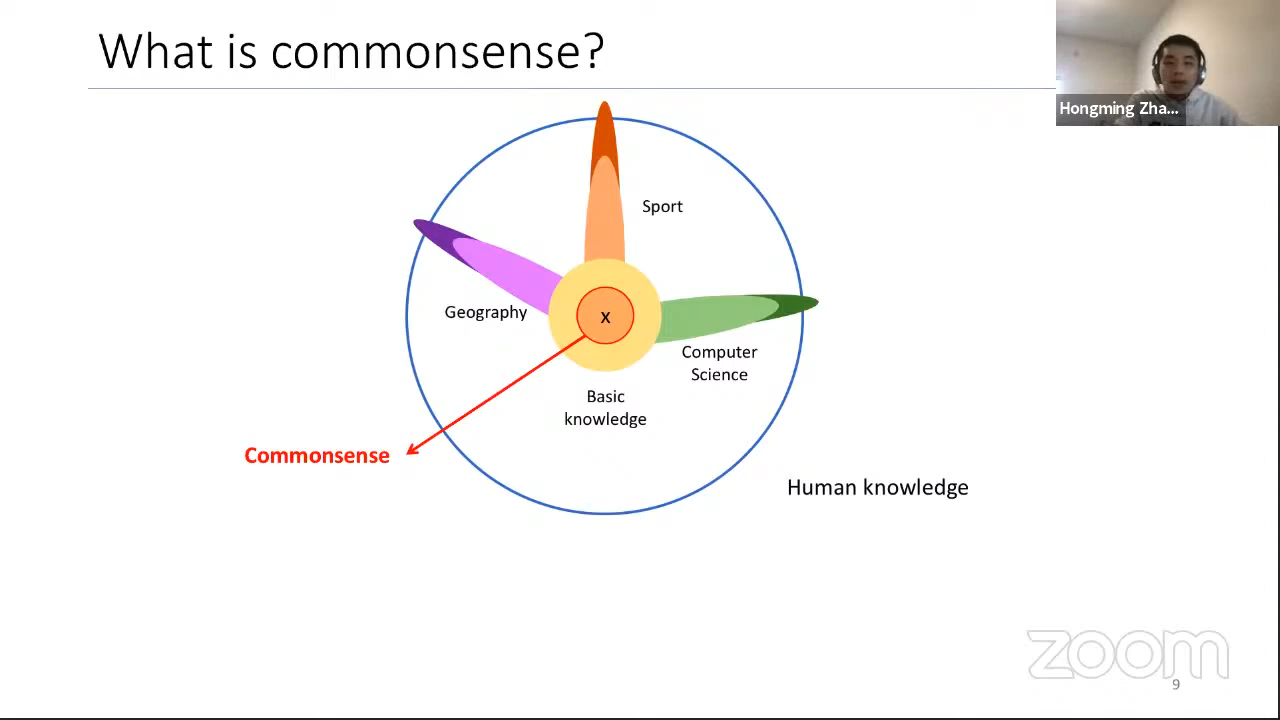 What is commonsense?
Hongming Zha...
Sport
Geography
x
Computer
Science
Basic
knowledge
Commonsense
Human knowledge
zoom
9